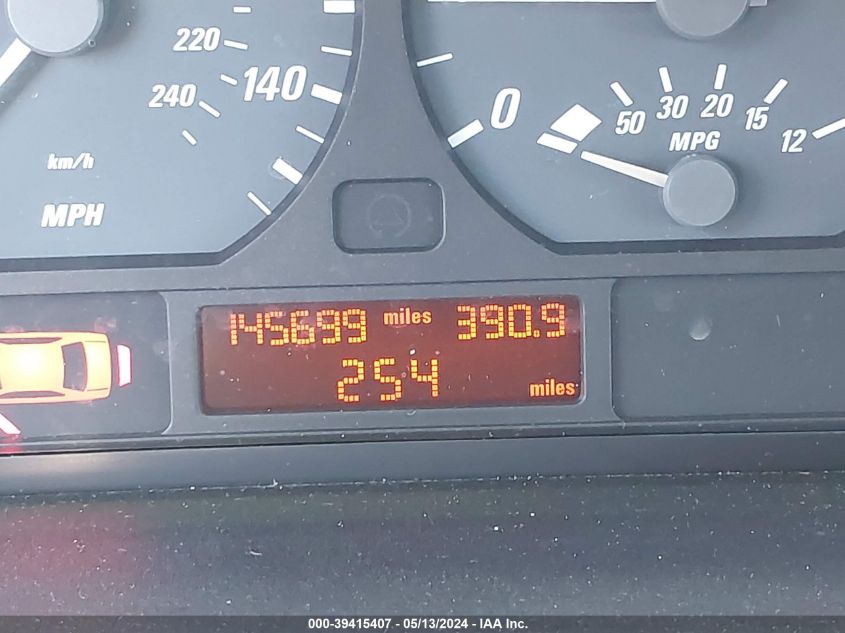 220
240
140
km/h
MPH
0
50 30 20 15 12
MPG
145699 miles 390.9
254 miles
000-39415407 - 05/13/2024 - IAA Inc.